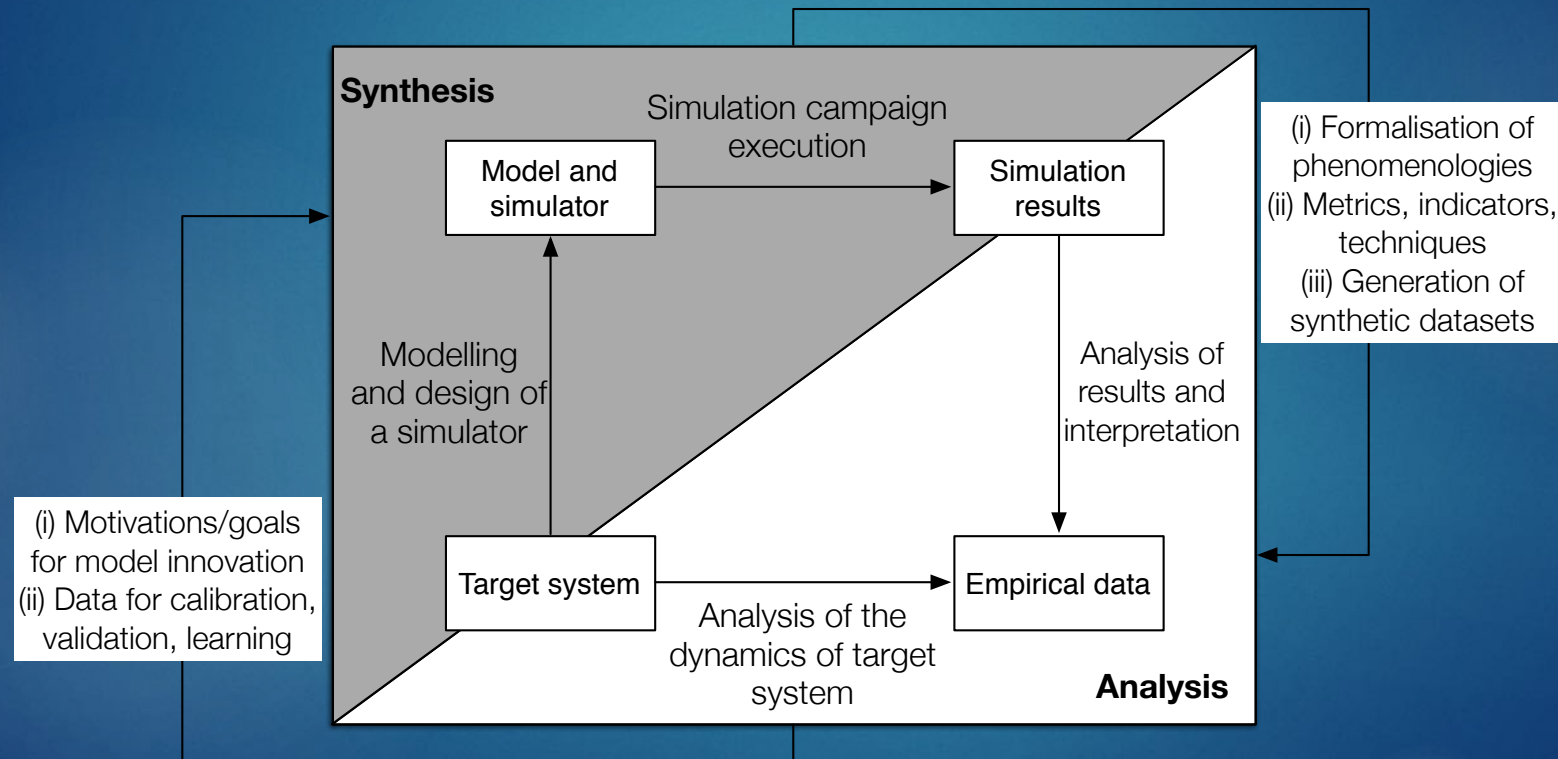 Synthesis
Simulation campaign
execution
Model and
simulator
Simulation
results
(i) Formalisation of
phenomenologies
(ii) Metrics, indicators,
techniques
(iii) Generation of
synthetic datasets
Modelling
and design of
a simulator
Analysis of
results and
interpretation
(i) Motivations/goals
for model innovation
(ii) Data for calibration,
validation, learning
Target system
Empirical data
Analysis of the
dynamics of target
system
Analysis